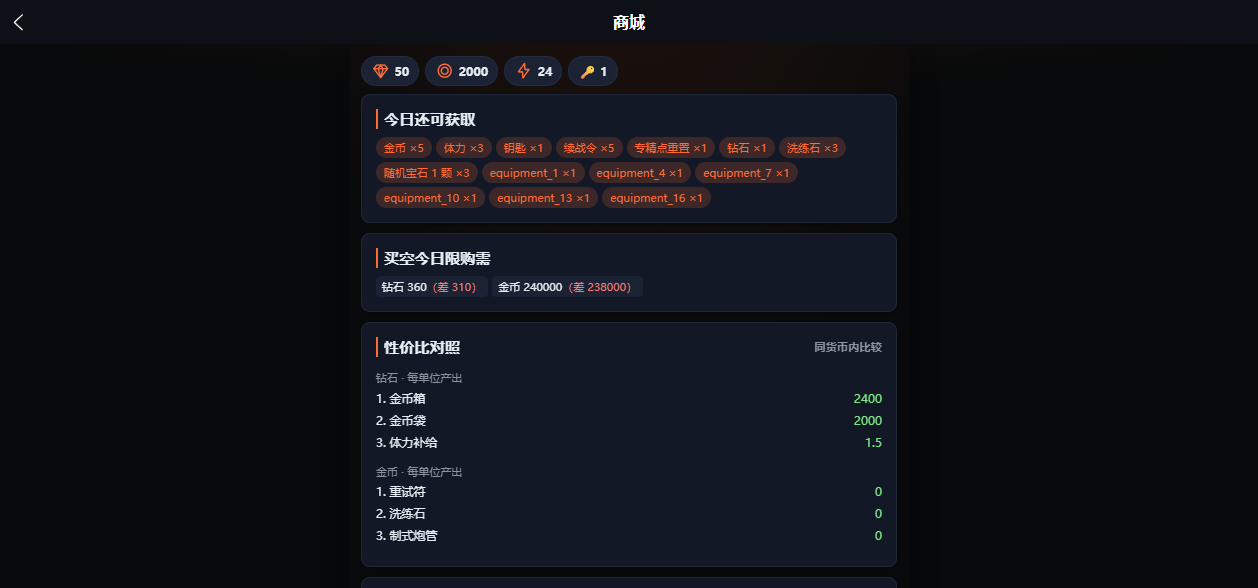 商城
50 2000 24 1
今日还可获取
金币 ×5 体力 ×3 钥匙 ×1 续战令 ×5 专精点重置 ×1 钻石 ×1 洗练石 ×3
随机宝石 1 颗 ×3 equipment_1 ×1 equipment_4 ×1 equipment_7 ×1
equipment_10 ×1 equipment_13 ×1 equipment_16 ×1
买空今日限购需
钻石 360 (差 310) 金币 240000 (差 238000)
性价比对照 同货币内比较
钻石 · 每单位产出
1. 金币箱 2400
2. 金币袋 2000
3. 体力补给 1.5
金币 · 每单位产出
1. 重试符 0
2. 洗练石 0
3. 制式炮管 0